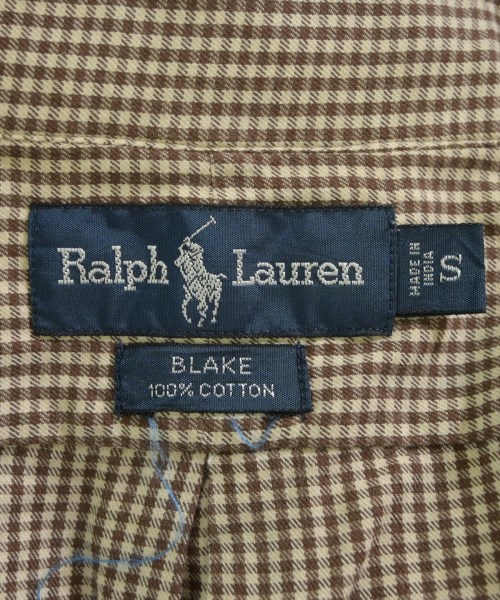 Ralph Lauren
MADE IN
INDIA
S
BLAKE
100% COTTON